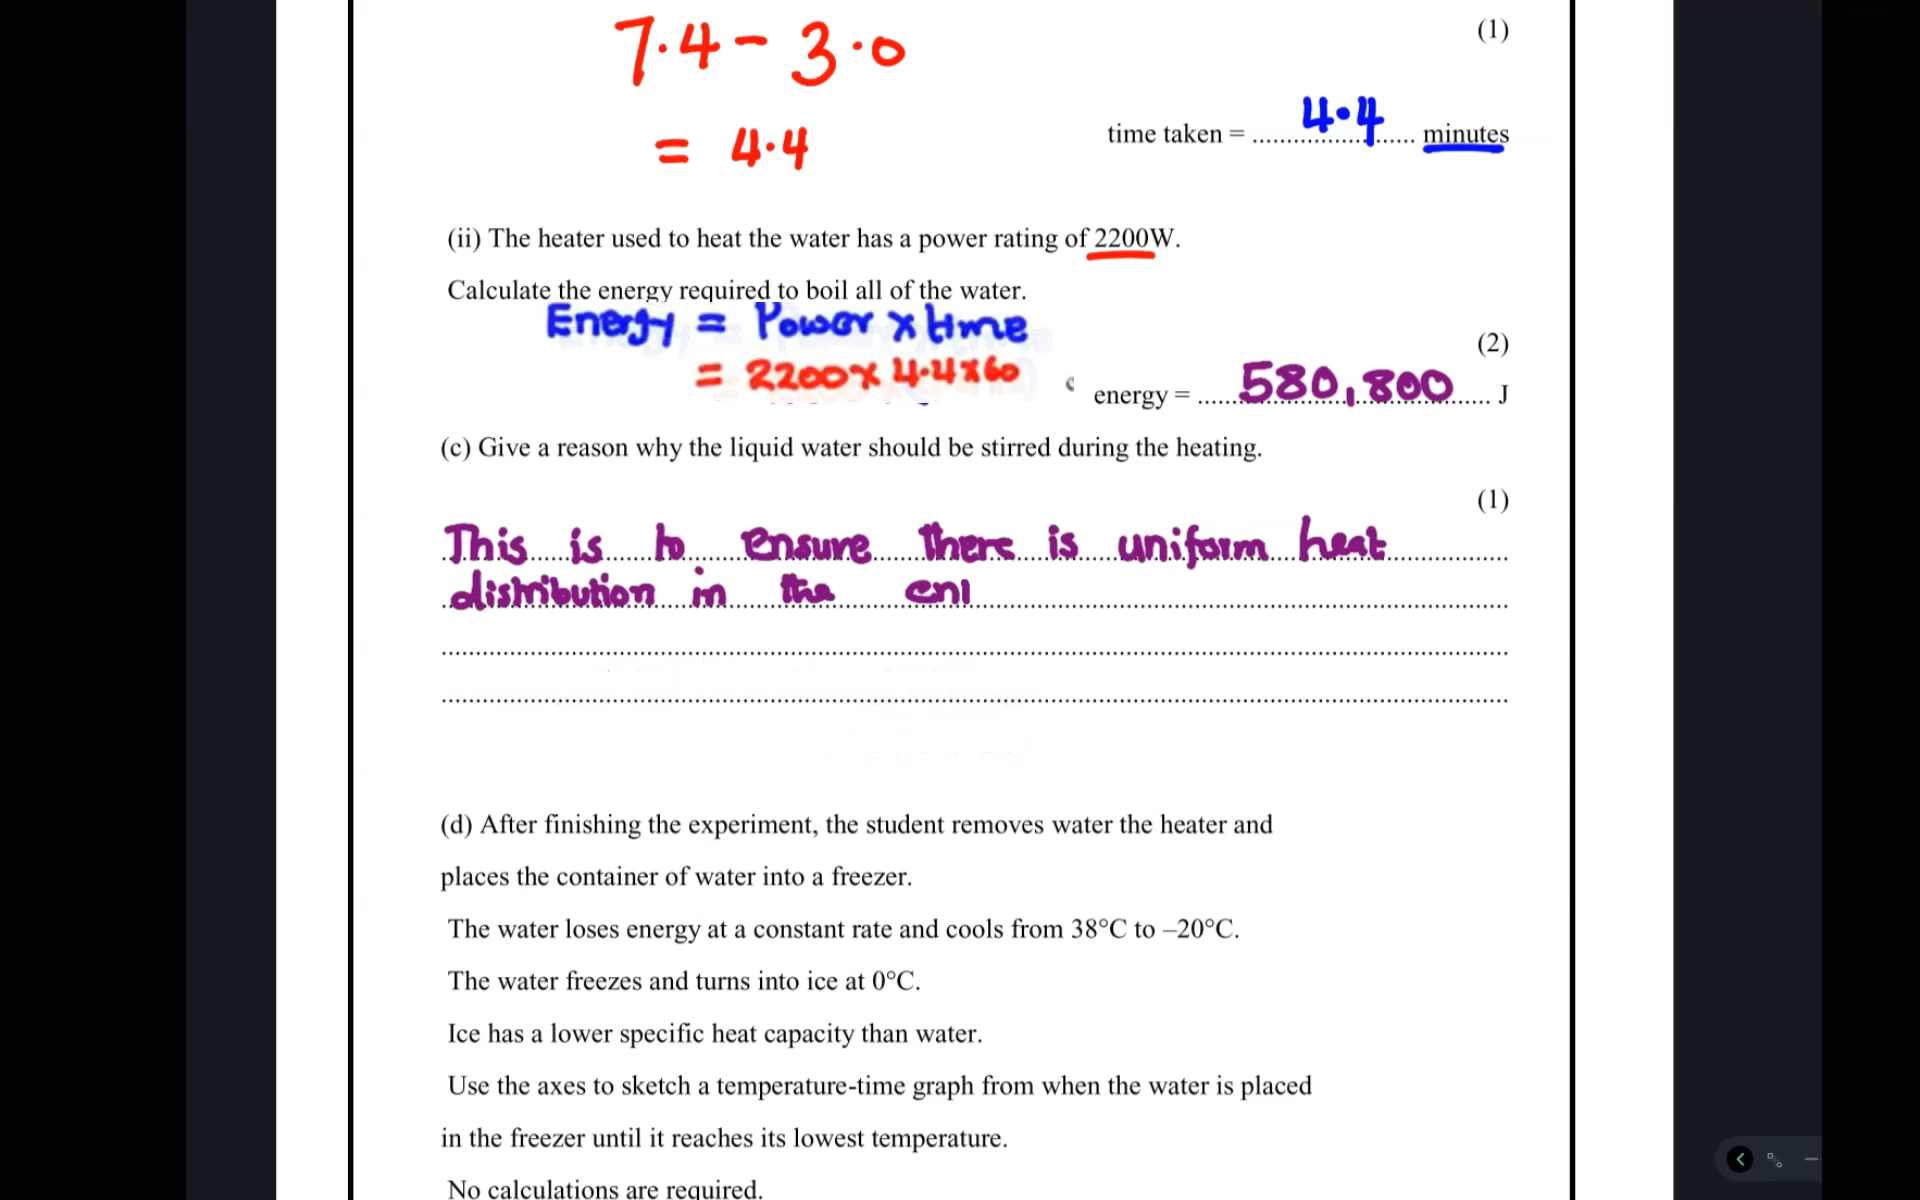 7.4 - 3.0
(1)
= 4.4
time taken = .......... 4.4 ...... minutes
(ii) The heater used to heat the water has a power rating of 2200W.
Calculate the energy required to boil all of the water.
Energy = Power x time
(2)
= 2200 x 4.4 x 60
energy = ...... 580,800 ...... J
(c) Give a reason why the liquid water should be stirred during the heating.
(1)
This is to ensure there is uniform heat
distribution in the
(d) After finishing the experiment, the student removes water the heater and
places the container of water into a freezer.
The water loses energy at a constant rate and cools from 38°C to –20°C.
The water freezes and turns into ice at 0°C.
Ice has a lower specific heat capacity than water.
Use the axes to sketch a temperature-time graph from when the water is placed
in the freezer until it reaches its lowest temperature.
No calculations are required.